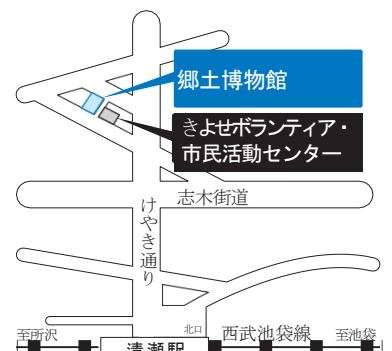 郷土博物館
きよせボランティア・
市民活動センター
志木街道
けやき通り
北口
西武池袋線
至所沢
至池袋
清瀬駅